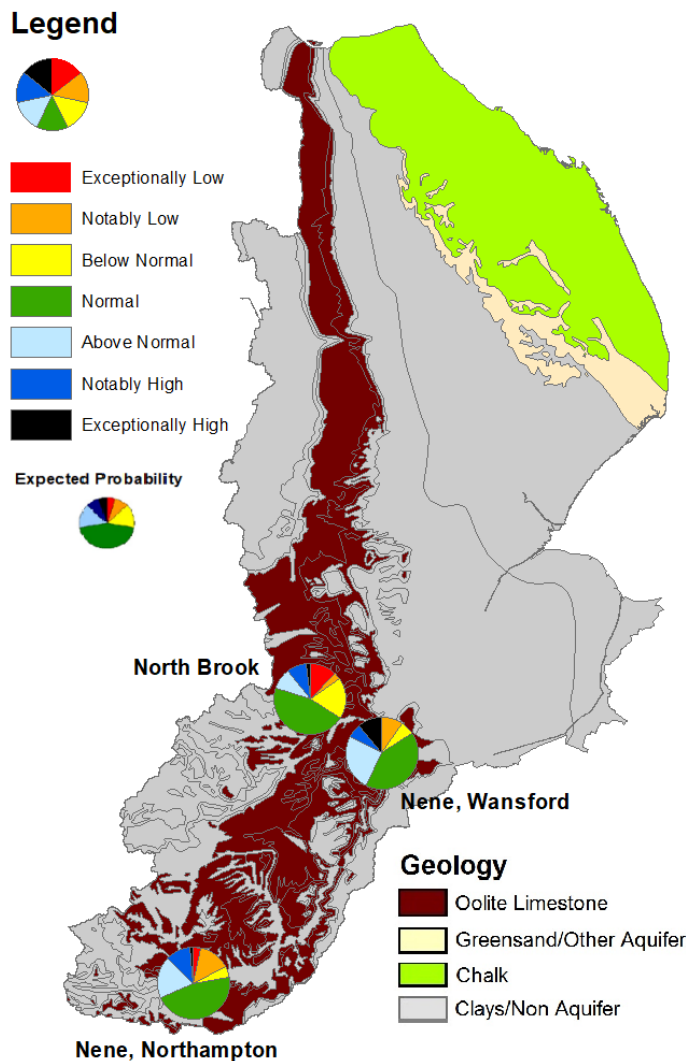 Legend
Exceptionally Low
Notably Low
Below Normal
Normal
Above Normal
Notably High
Exceptionally High
Expected Probability
North Brook
Nene, Wansford
Geology
Oolite Limestone
Greensand/Other Aquifer
Chalk
Clays/Non Aquifer
Nene, Northampton